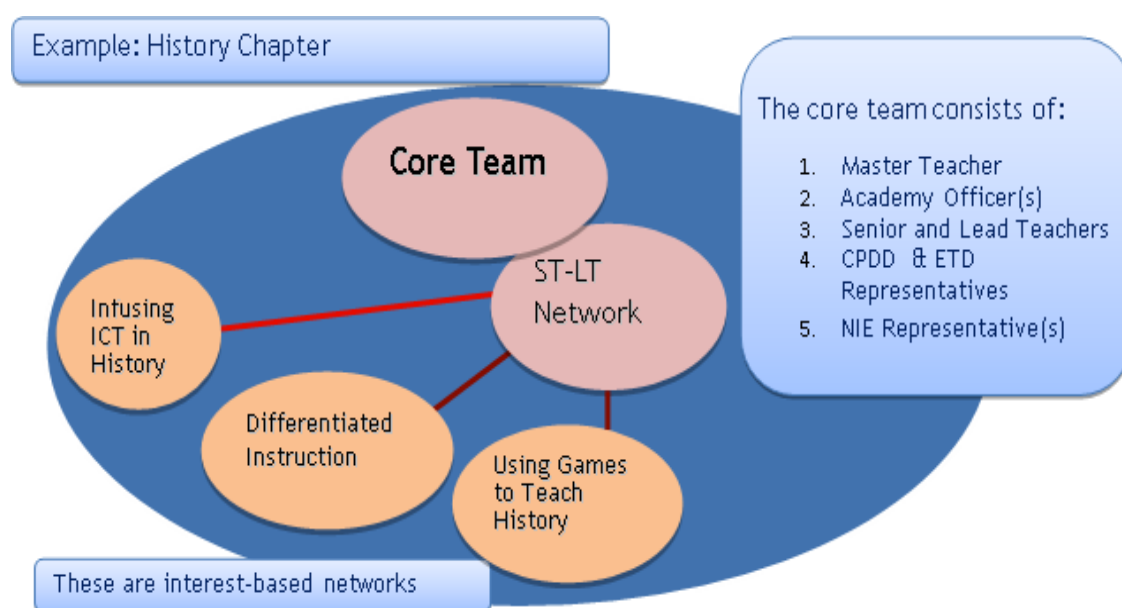 Example: History Chapter
The core team consists of:
1. Master Teacher
2. Academy Officer(s)
3. Senior and Lead Teachers
4. CPDD & ETD
Representatives
5. NIE Representative(s)
Core Team
ST-LT
Network
Infusing
ICT in
History
Differentiated
Instruction
Using Games
to Teach
History
These are interest-based networks